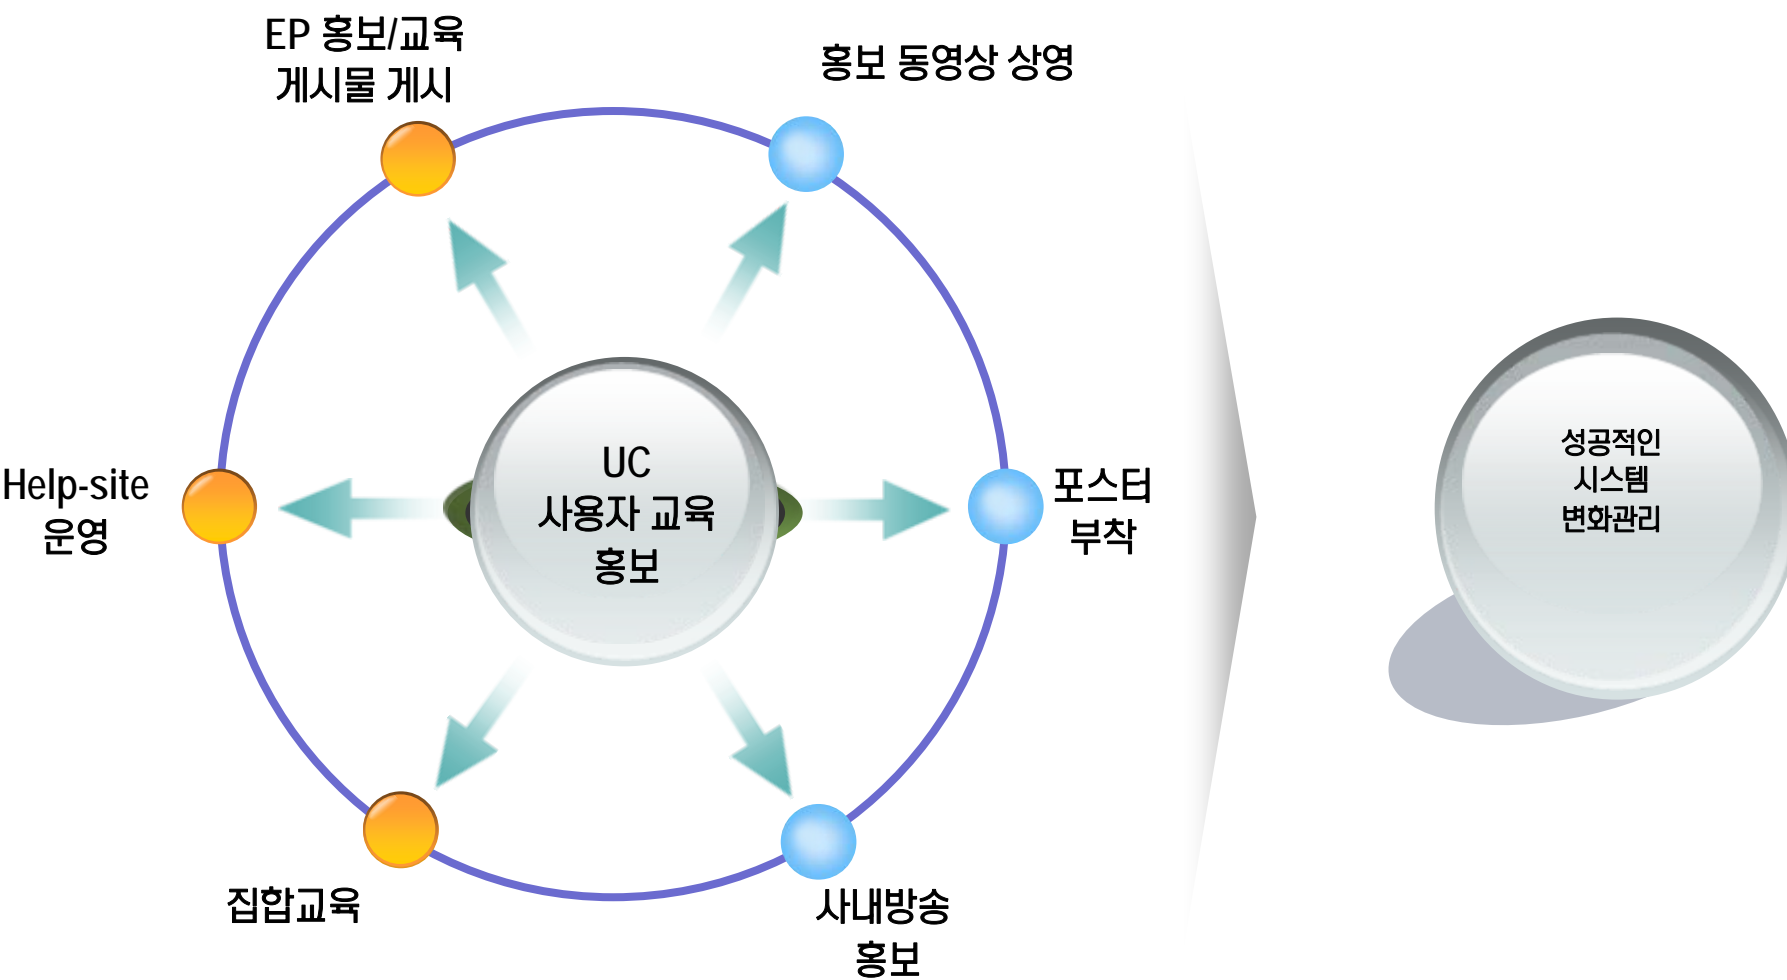 EP 홍보/교육
게시물 게시
홍보 동영상 상영
Help-site
운영
UC
사용자 교육
홍보
포스터
부착
집합교육
사내방송
홍보
성공적인
시스템
변화관리